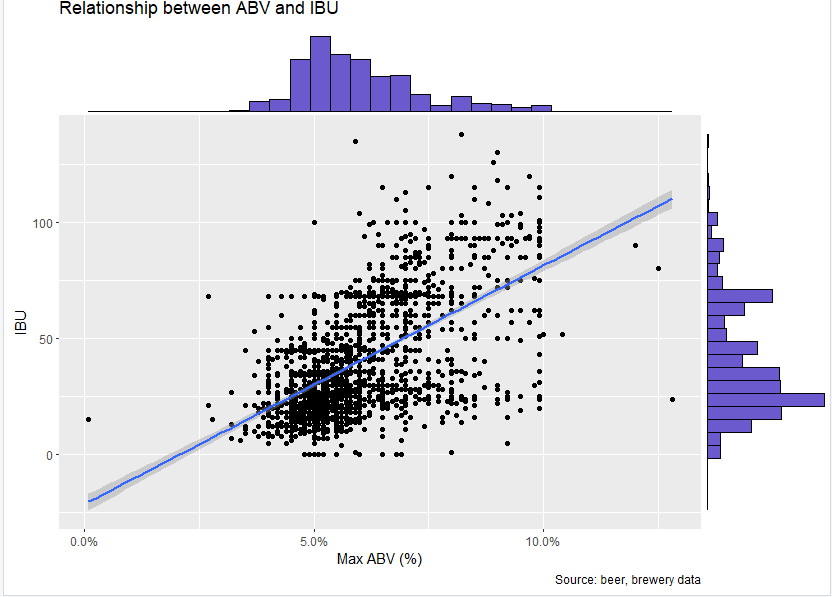 Relationship between ABV and IBU
100
50
0
IBU
0.0%
5.0%
10.0%
Max ABV (%)
Source: beer, brewery data